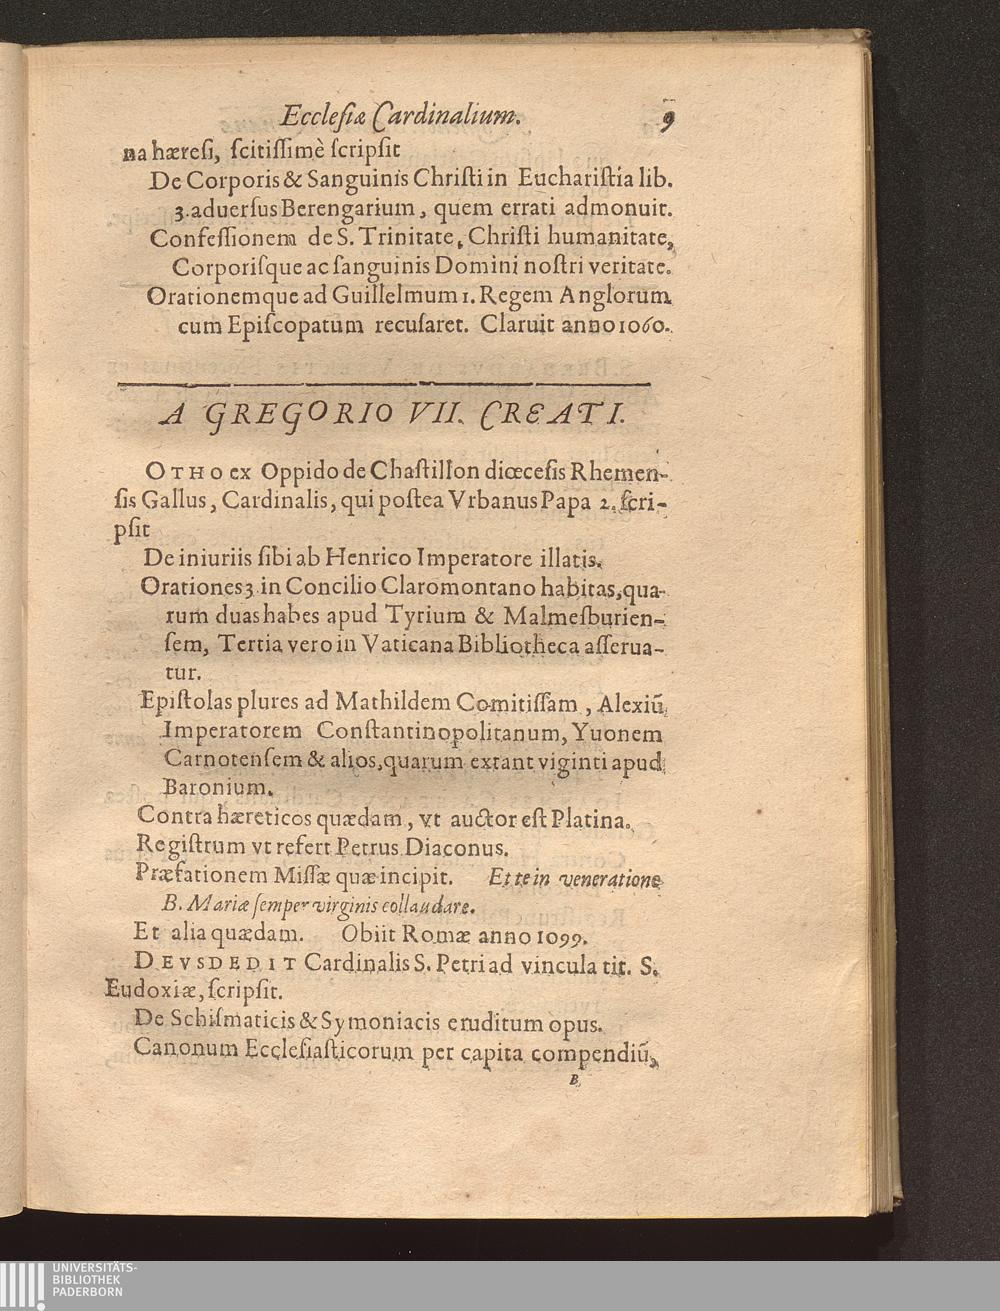 Ecclesiæ Cardinalium. 9
na hæresi, scitissimè scripsit
De Corporis & Sanguinis Christi in Eucharistia lib.
3. aduersus Berengarium, quem errati admonuit.
Confessionem de S. Trinitate, Christi humanitate,
Corporisque ac sanguinis Domini nostri veritate.
Orationemque ad Guillelmum 1. Regem Anglorum
cum Episcopatum recusaret. Claruit anno 1060.
A GREGORIO VII. CREATI.
OTHO ex Oppido de Chastillon diœcesis Rhemen-
sis Gallus, Cardinalis, qui postea Vrbanus Papa 2. scri-
psit
De iniuriis sibi ab Henrico Imperatore illatis.
Orationes 3 in Concilio Claromontano habitas, qua-
rum duas habes apud Tyrium & Malmesburien-
sem, Tertia vero in Vaticana Bibliotheca asserua-
tur.
Epistolas plures ad Mathildem Comitissam, Alexiū
Imperatorem Constantinopolitanum, Yuonem
Carnotensem & alios, quarum extant viginti apud
Baronium.
Contra hæreticos quædam, vt auctor est Platina.
Registrum vt refert Petrus Diaconus.
Præfationem Missæ quæ incipit. Et te in veneratione
B. Mariæ semper virginis collaudare.
Et alia quædam. Obiit Romæ anno 1099.
DEVSDEDIT Cardinalis S. Petri ad vincula tit. S.
Eudoxiæ, scripsit.
De Schismaticis & Symoniacis eruditum opus.
Canonum Ecclesiasticorum per capita compendiū,
B
UNIVERSITÄTS-
BIBLIOTHEK
PADERBORN